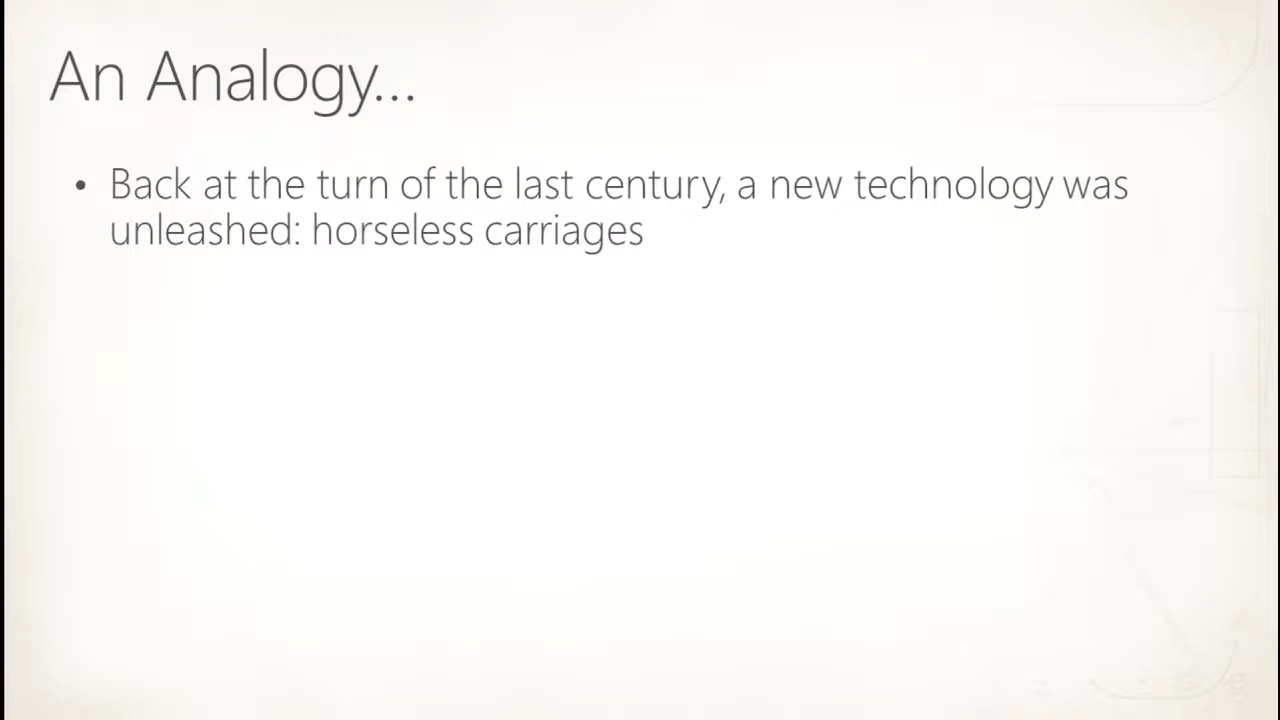 An Analogy...
• Back at the turn of the last century, a new technology was
unleashed: horseless carriages